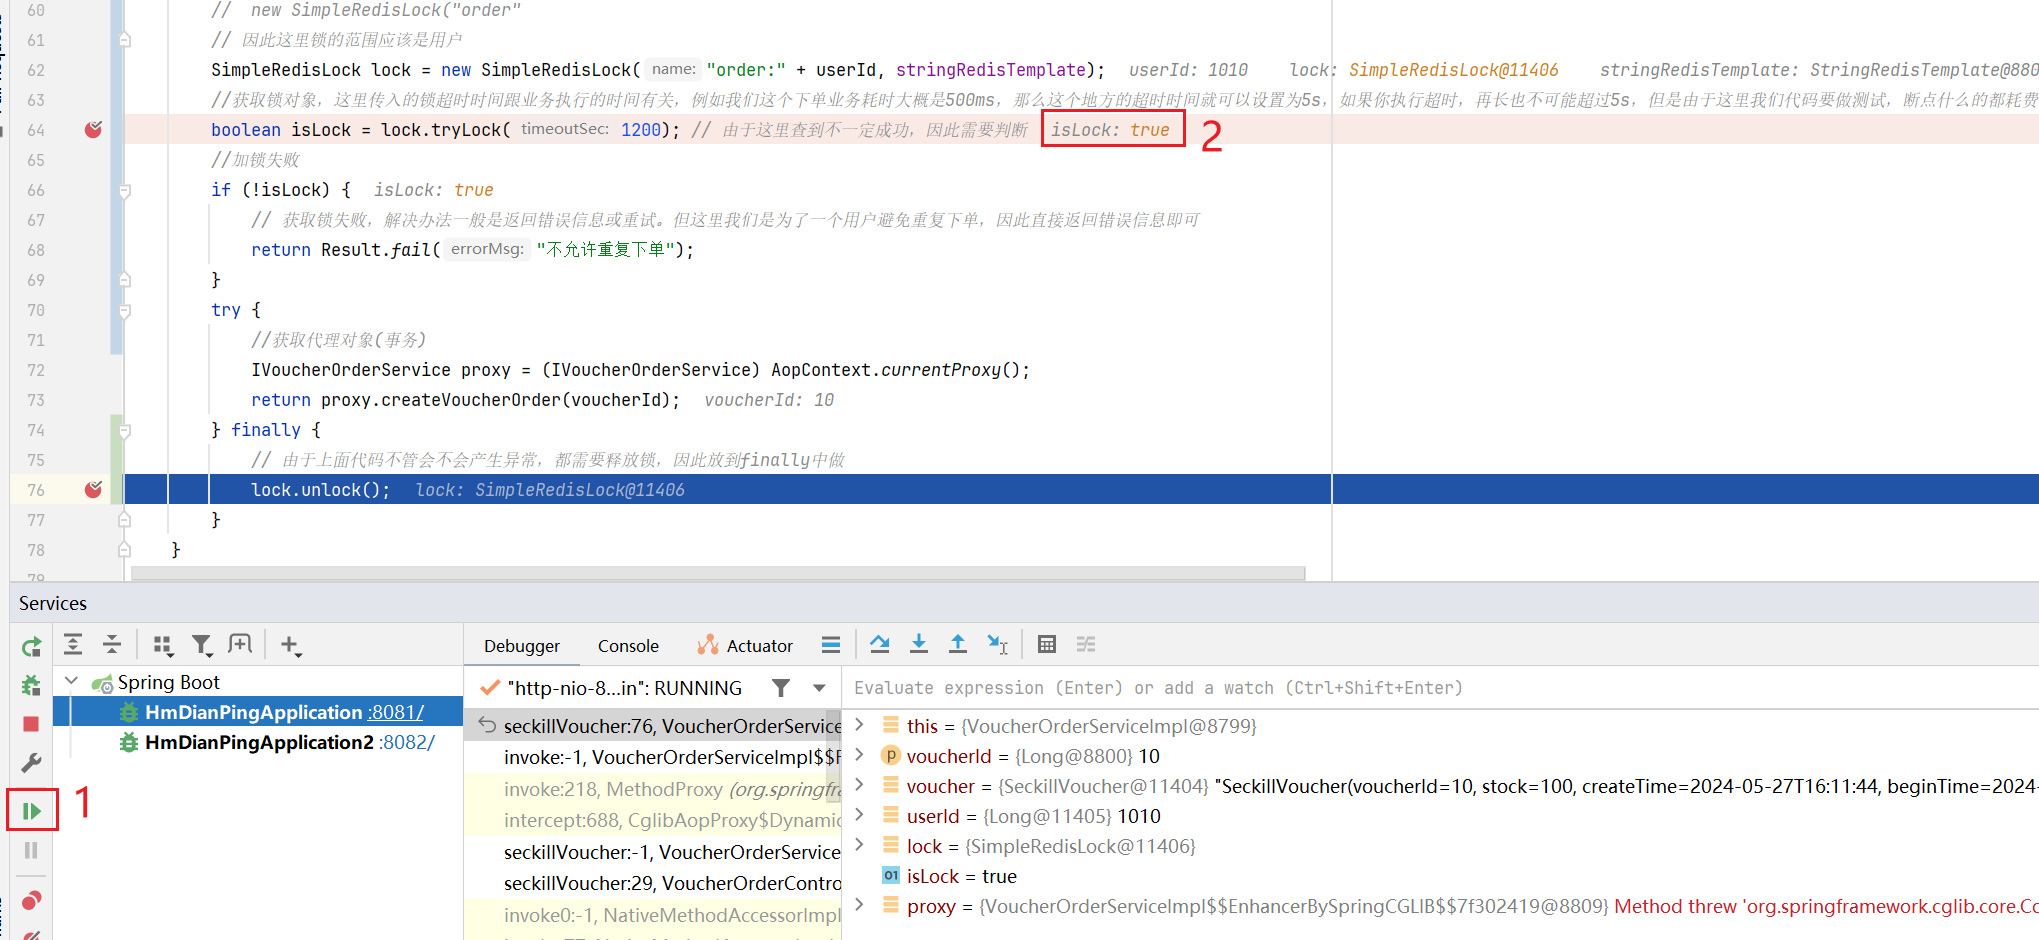 60 // new SimpleRedisLock("order"
61 // 因此这里锁的范围应该是用户
62 SimpleRedisLock lock = new SimpleRedisLock( name: "order:" + userId, stringRedisTemplate); userId: 1010 lock: SimpleRedisLock@11406 stringRedisTemplate: StringRedisTemplate@880
63 //获取锁对象，这里传入的锁超时时间跟业务执行的时间有关，例如我们这个下单业务耗时大概是500ms，那么这个地方的超时时间就可以设置为5s，如果你执行超时，再长也不可能超过5s，但是由于这里我们代码要做测试，断点什么的都耗费
64 boolean isLock = lock.tryLock( timeoutSec: 1200); // 由于这里查到不一定成功，因此需要判断 isLock: true 2
65 //加锁失败
66 if (!isLock) { isLock: true
67 // 获取锁失败，解决办法一般是返回错误信息或重试。但这里我们是为了一个用户避免重复下单，因此直接返回错误信息即可
68 return Result.fail( errorMsg: "不允许重复下单");
69 }
70 try {
71 //获取代理对象(事务)
72 IVoucherOrderService proxy = (IVoucherOrderService) AopContext.currentProxy();
73 return proxy.createVoucherOrder(voucherId); voucherId: 10
74 } finally {
75 // 由于上面代码不管会不会产生异常，都需要释放锁，因此放到finally中做
76 lock.unlock(); lock: SimpleRedisLock@11406
77 }
78 }
79
Services
Debugger Console Actuator
Spring Boot
HmDianPingApplication :8081/
HmDianPingApplication2 :8082/
1
"http-nio-8...in": RUNNING
seckillVoucher:76, VoucherOrderService
invoke:-1, VoucherOrderServiceImpl$$F
invoke:218, MethodProxy (org.springfra
intercept:688, CglibAopProxy$Dynamic
seckillVoucher:-1, VoucherOrderService
seckillVoucher:29, VoucherOrderContro
invoke0:-1, NativeMethodAccessorImpl
Evaluate expression (Enter) or add a watch (Ctrl+Shift+Enter)
this = {VoucherOrderServiceImpl@8799}
voucherId = {Long@8800} 10
voucher = {SeckillVoucher@11404} "SeckillVoucher(voucherId=10, stock=100, createTime=2024-05-27T16:11:44, beginTime=2024-
userId = {Long@11405} 1010
lock = {SimpleRedisLock@11406}
isLock = true
proxy = {VoucherOrderServiceImpl$$EnhancerBySpringCGLIB$$7f302419@8809} Method threw 'org.springframework.cglib.core.Co